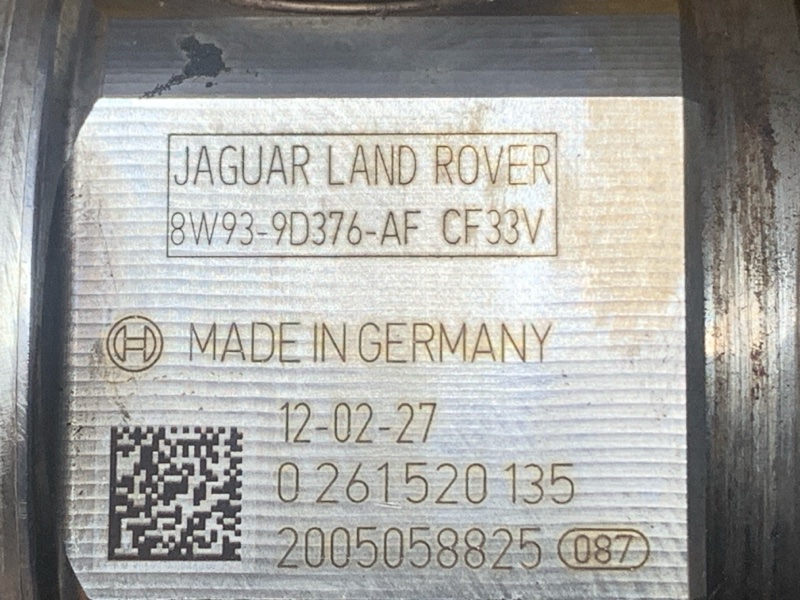 JAGUAR LAND ROVER
8W93-9D376-AF CF33V
MADE IN GERMANY
12-02-27
0 261 520 135
2005058825 087